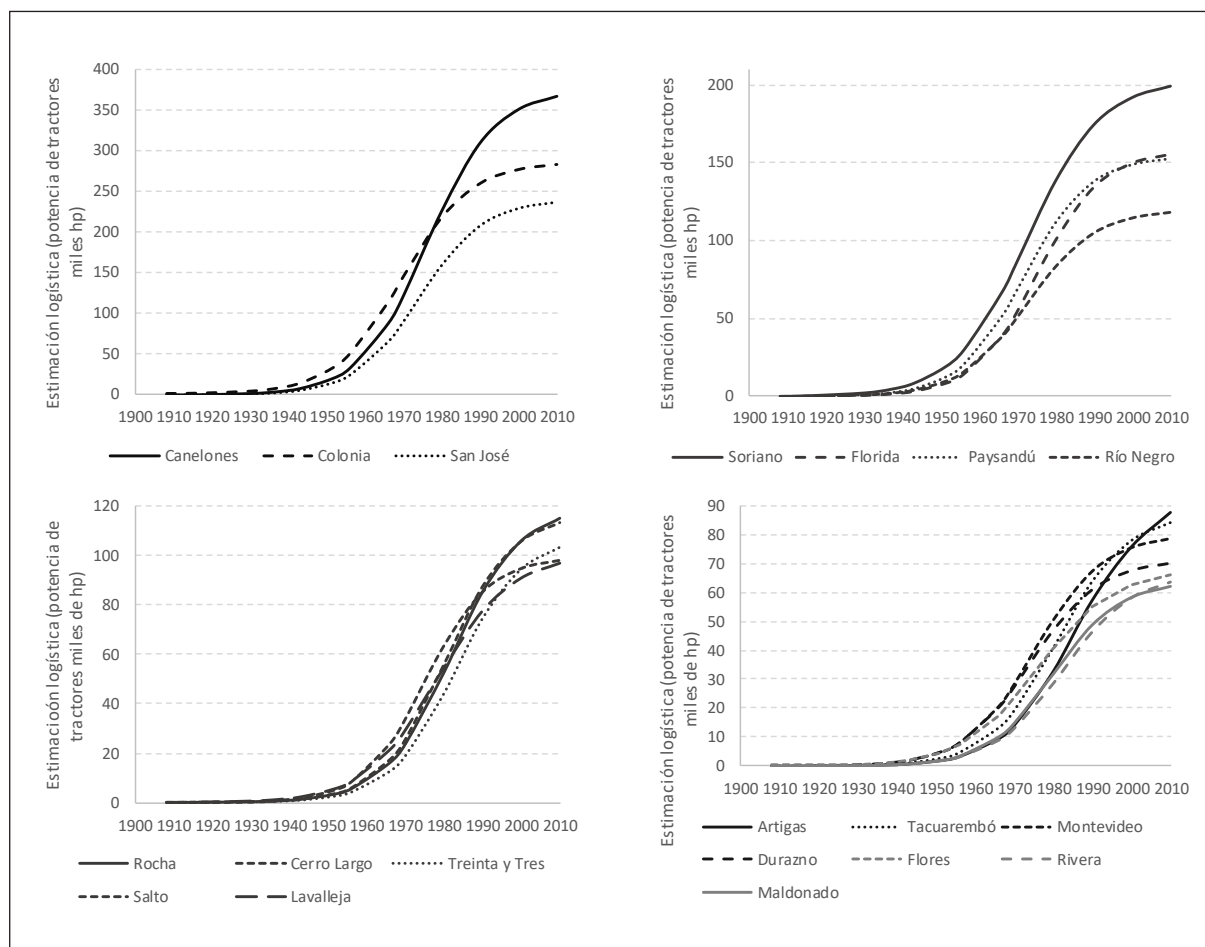 Estimación logística (potencia de tractores
miles hp)
400
350
300
250
200
150
100
50
0
1900 1910 1920 1930 1940 1950 1960 1970 1980 1990 2000 2010
Canelones Colonia San José
Estimación logística (potencia de tractores
miles hp)
200
150
100
50
0
1900 1910 1920 1930 1940 1950 1960 1970 1980 1990 2000 2010
Soriano Florida Paysandú Río Negro
Estimacioón logística (potencia de
tractores miles de hp)
120
100
80
60
40
20
0
1900 1910 1920 1930 1940 1950 1960 1970 1980 1990 2000 2010
Rocha Cerro Largo Treinta y Tres
Salto Lavalleja
Estimación logística (potencia de tractores
miles de hp)
90
80
70
60
50
40
30
20
10
0
1900 1910 1920 1930 1940 1950 1960 1970 1980 1990 2000 2010
Artigas Tacuarembó Montevideo
Durazno Flores Rivera
Maldonado